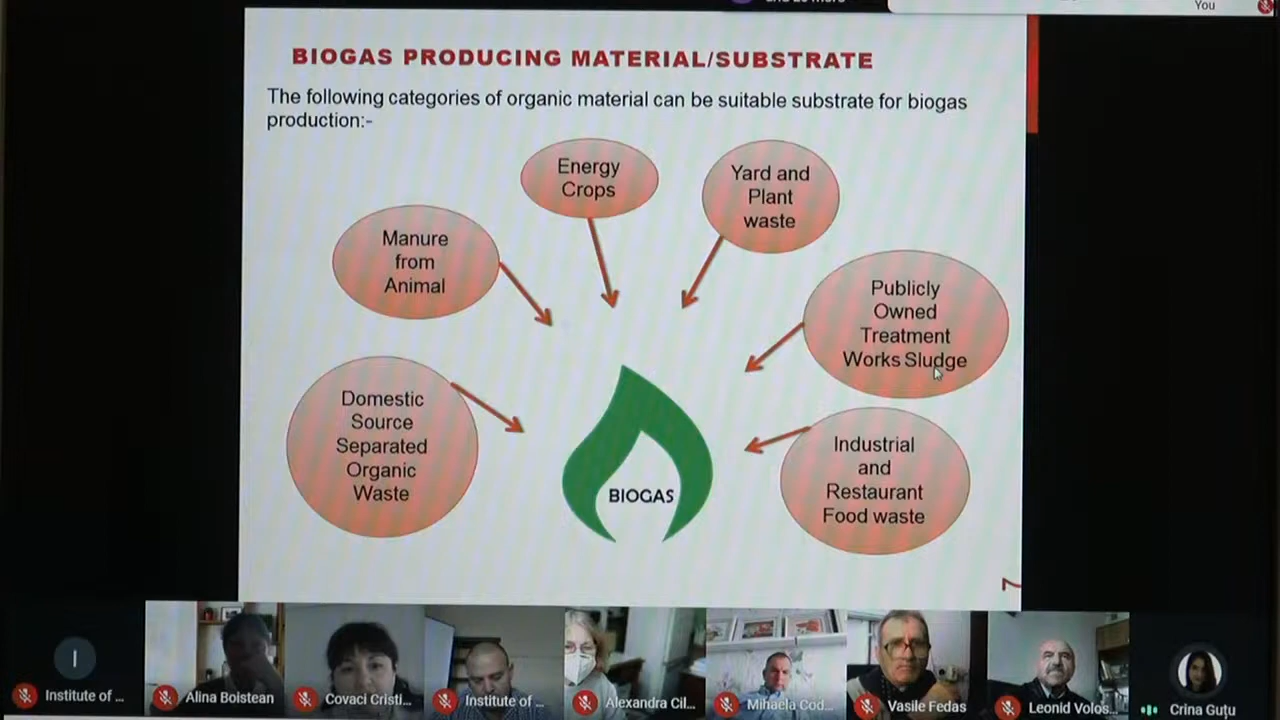 You
BIOGAS PRODUCING MATERIAL/SUBSTRATE
The following categories of organic material can be suitable substrate for biogas
production:-
Energy
Crops
Yard and
Plant
waste
Manure
from
Animal
Publicly
Owned
Treatment
Works Sludge
Domestic
Source
Separated
Organic
Waste
Industrial
and
Restaurant
Food waste
BIOGAS
7
I
Institute of ...
Alina Boistean
Covaci Cristi...
Institute of ...
Alexandra Cil...
Mihaela Cod...
Vasile Fedas
Leonid Volos...
Crina Guțu